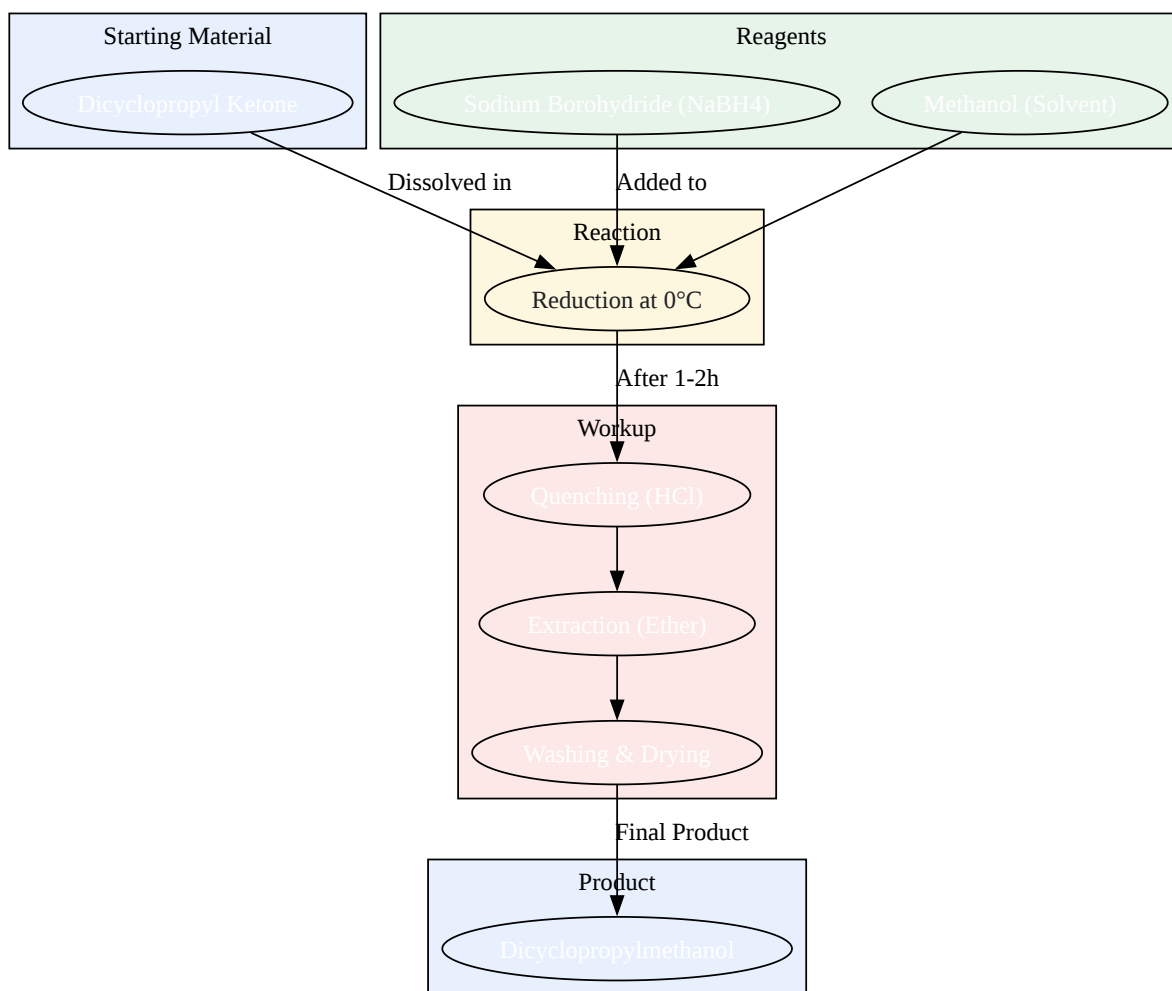 Starting Material
Reagents
Dicyclopropyl Ketone
Sodium Borohydride (NaBH4)
Methanol (Solvent)
Dissolved in
Added to
Reaction
Reduction at 0°C
After 1-2h
Workup
Quenching (HCl)
Extraction (Ether)
Washing & Drying
Final Product
Product
Dicyclopropylmethanol